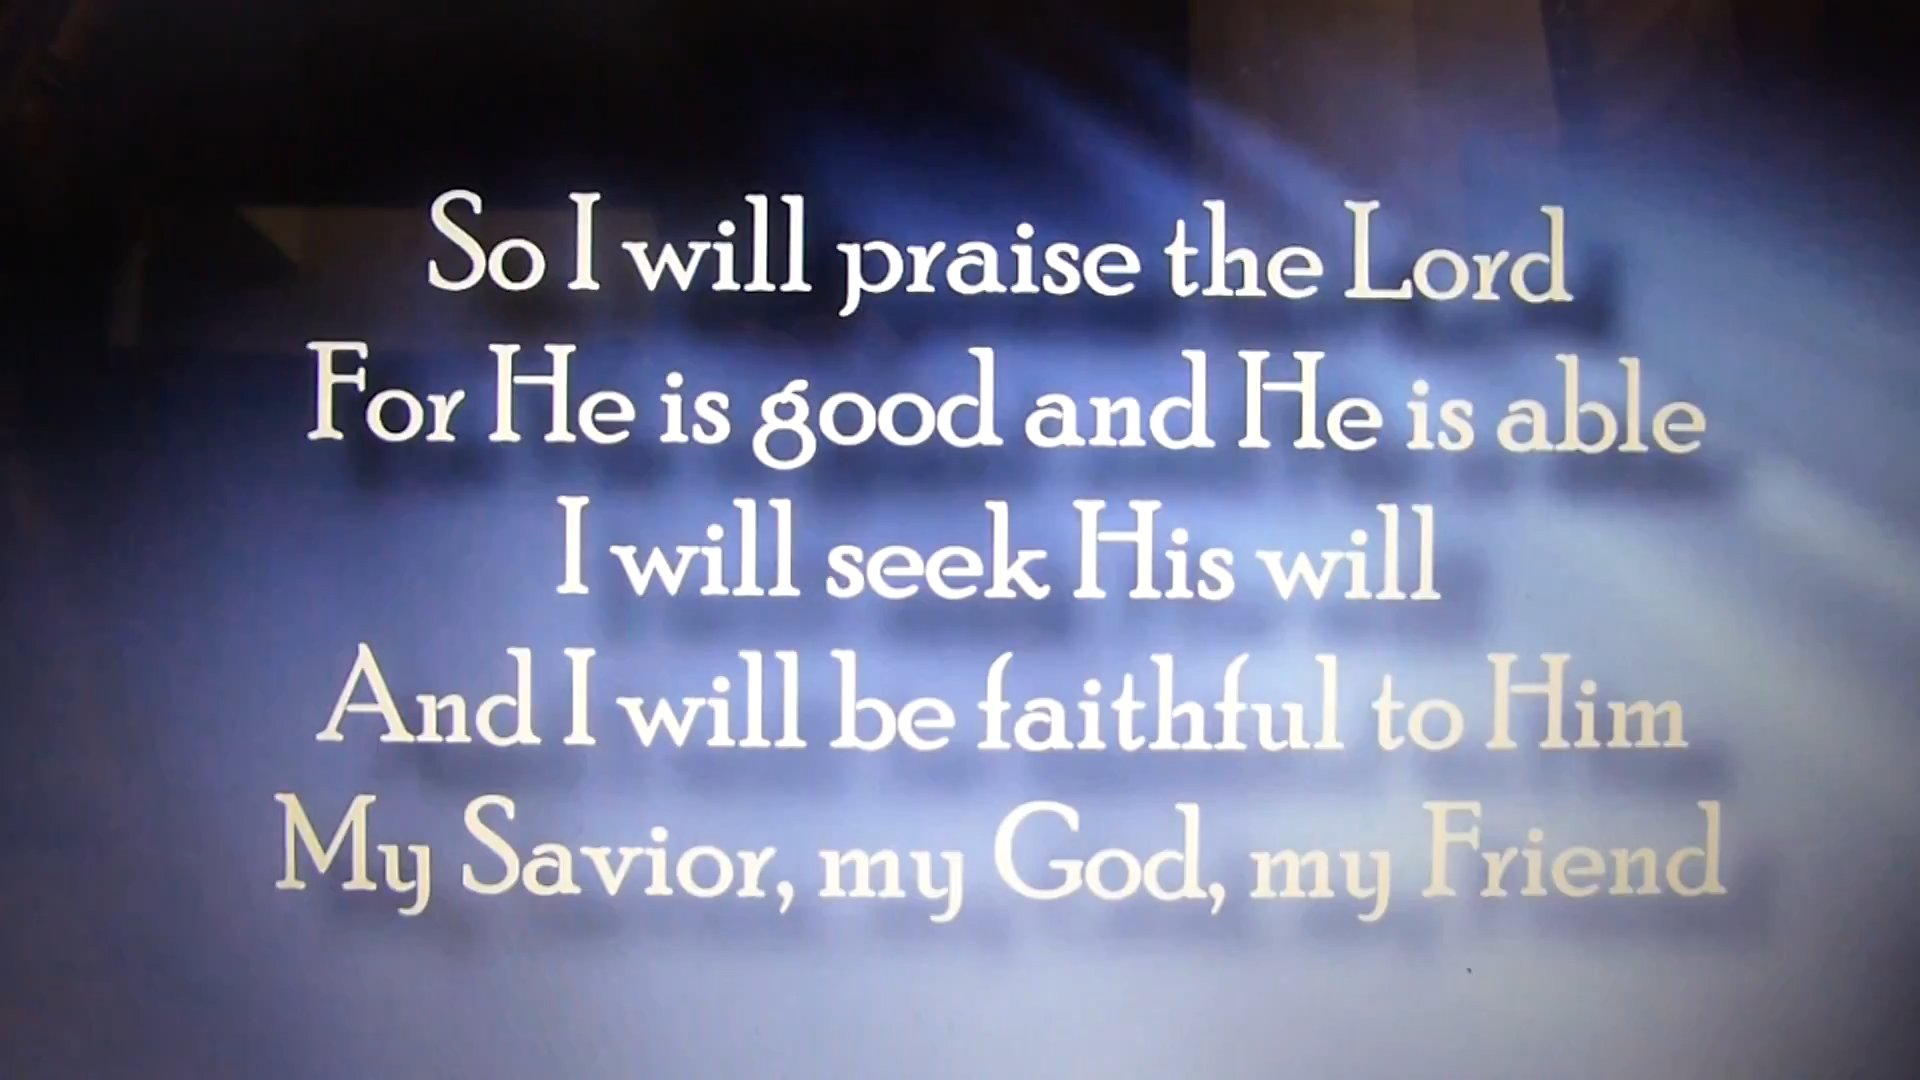 So I will praise the Lord
For He is good and He is able
I will seek His will
And I will be faithful to Him
My Savior, my God, my Friend